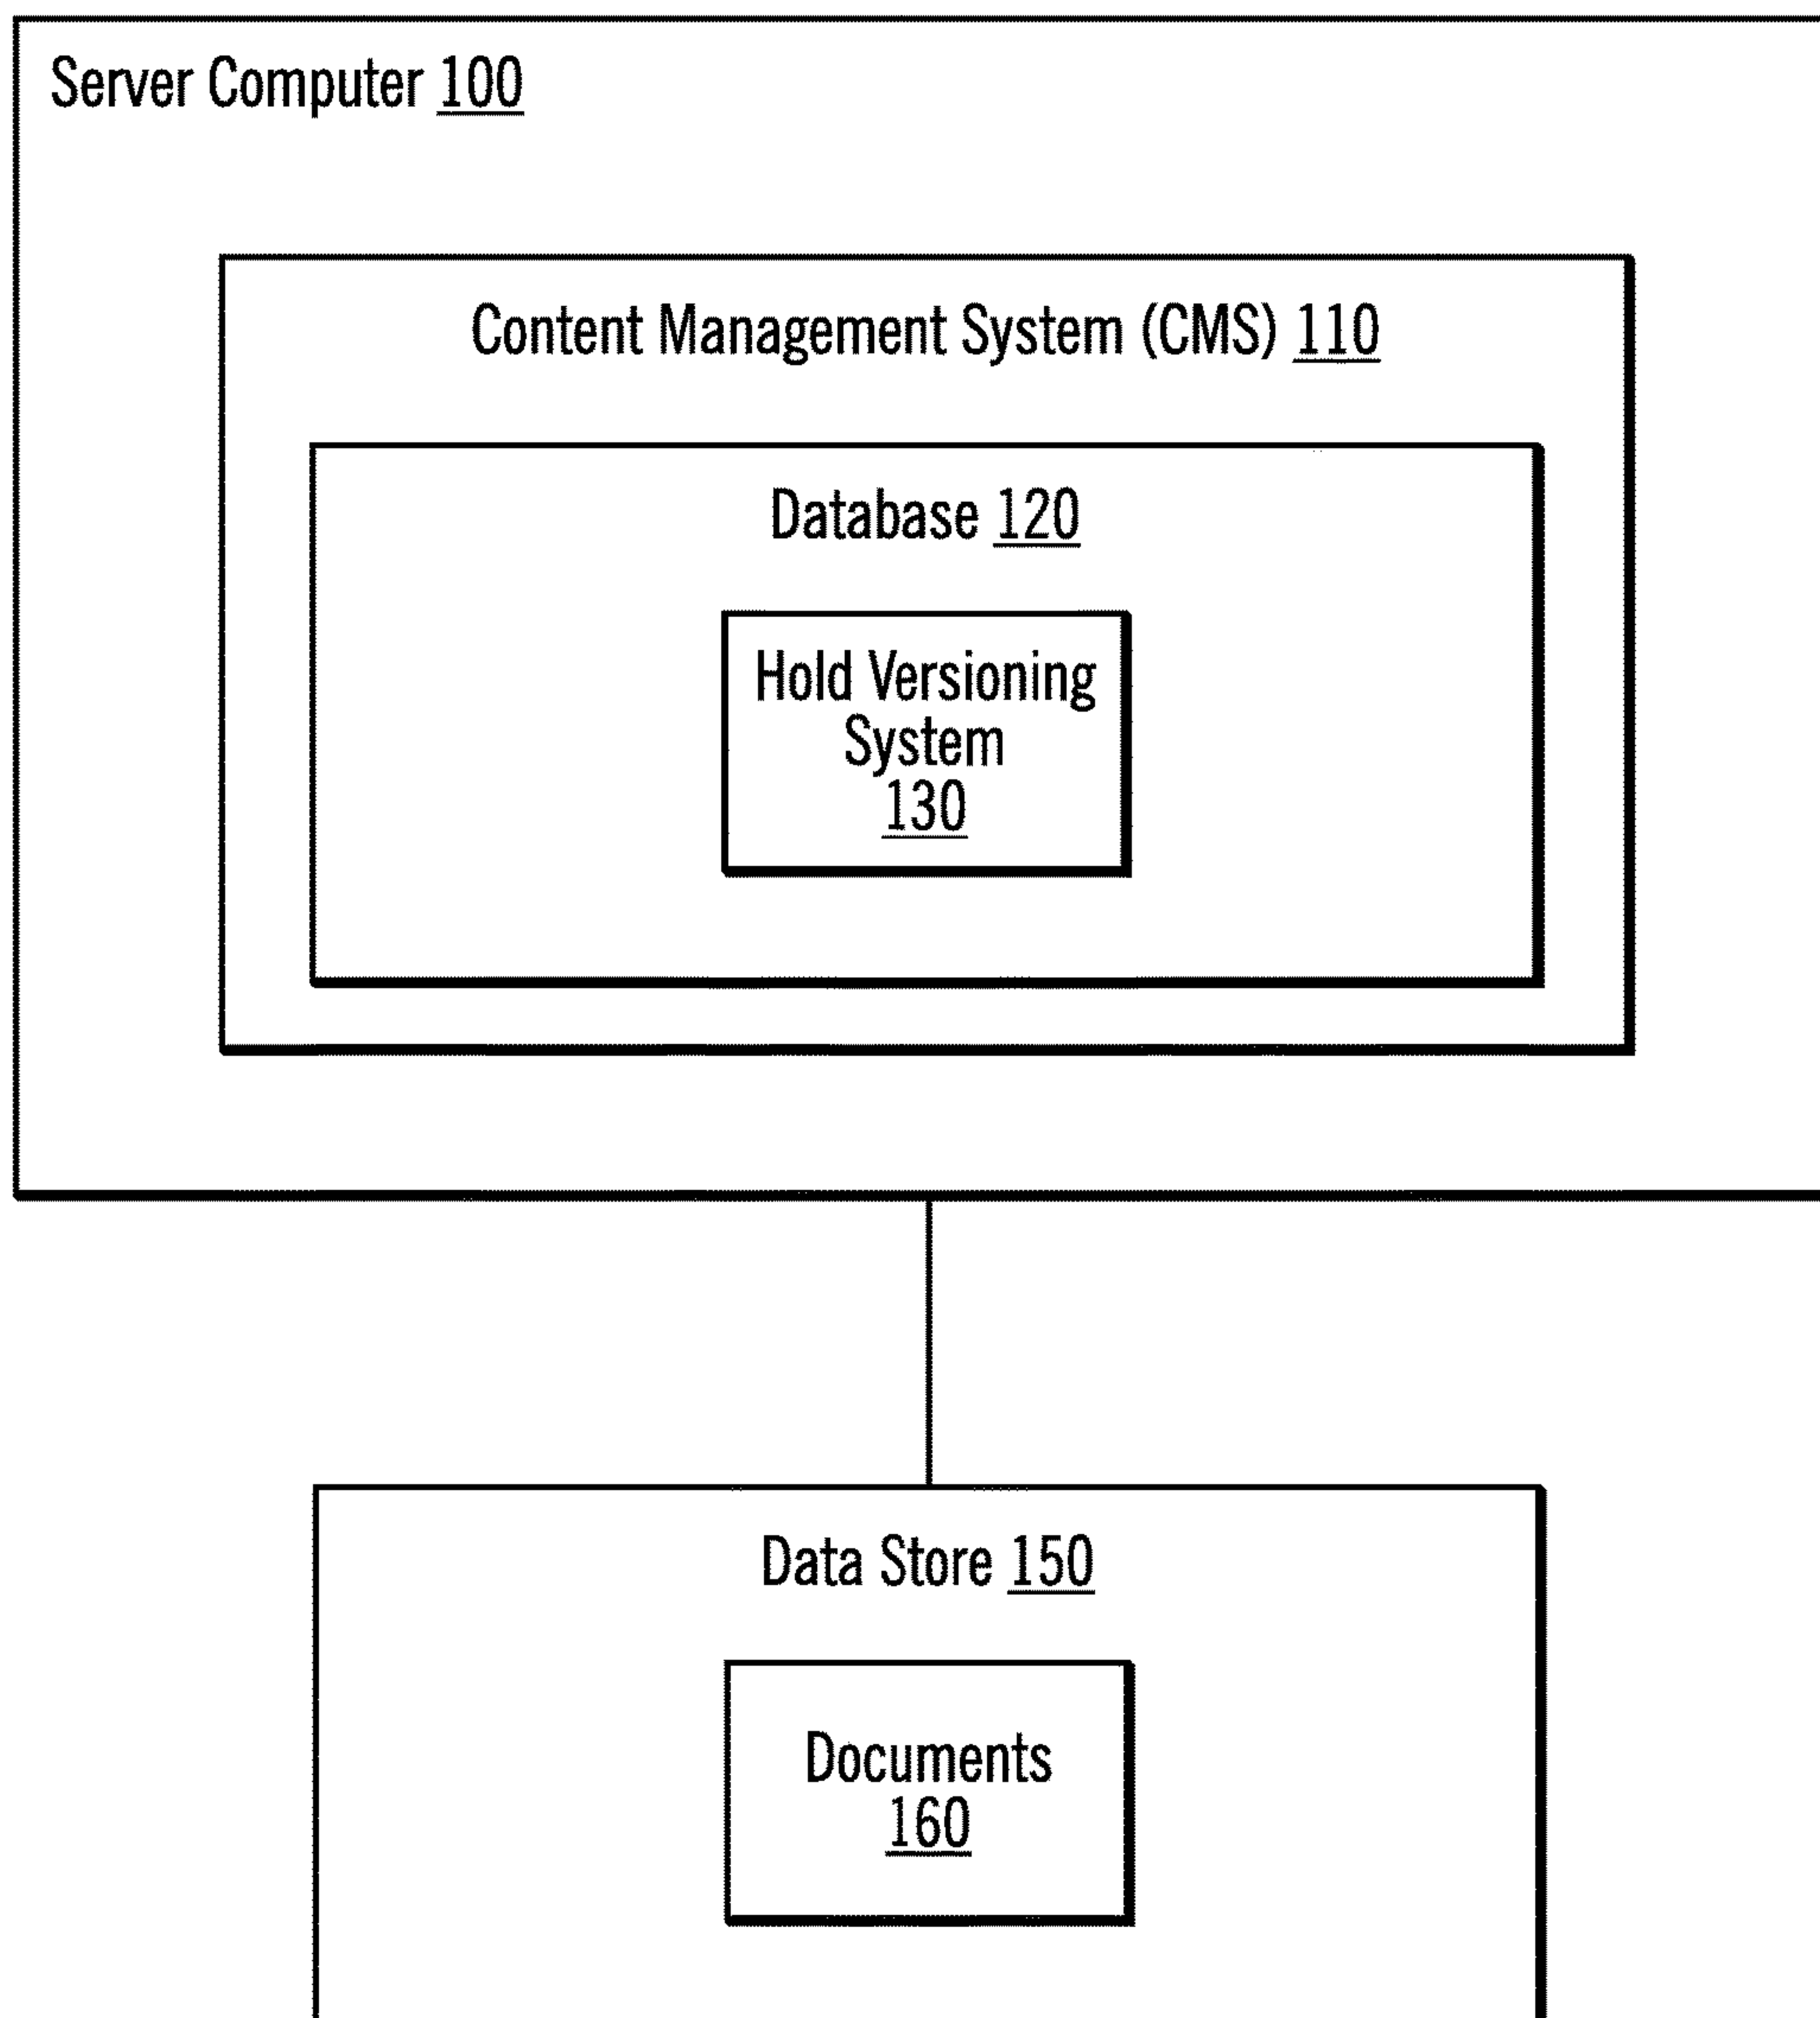 Server Computer 100
Content Management System (CMS) 110
Database 120
Hold Versioning
System
130
Data Store 150
Documents
160